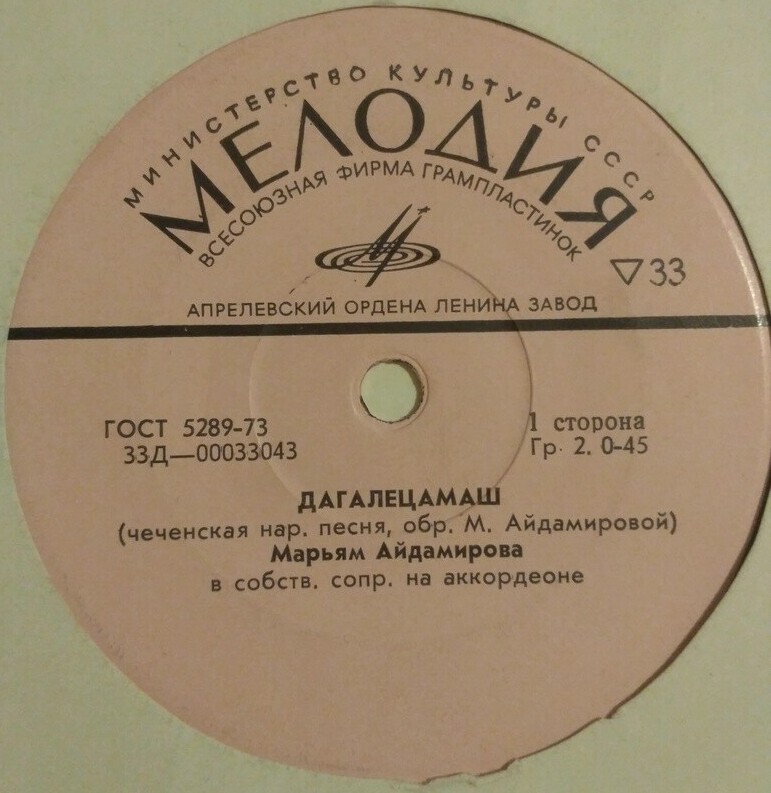 МИНИСТЕРСТВО КУЛЬТУРЫ СССР
МЕЛОДИЯ
ВСЕСОЮЗНАЯ ФИРМА ГРАМПЛАСТИНОК
33
АПРЕЛЕВСКИЙ ОРДЕНА ЛЕНИНА ЗАВОД
ГОСТ 5289-73
33Д—00033043
1 сторона
Гр. 2. 0-45
ДАГАЛЕЦАМАШ
(чеченская нар. песня, обр. М. Айдамировой)
Марьям Айдамирова
в собств. сопр. на аккордеоне